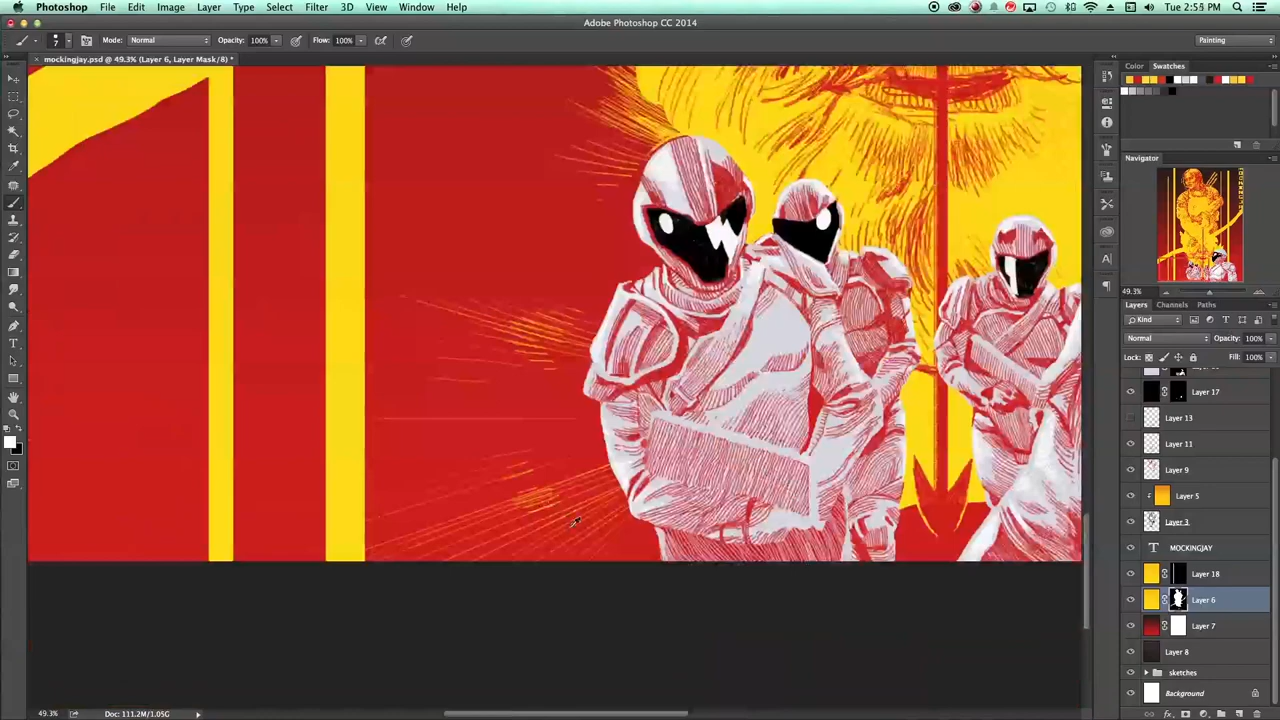 Photoshop File Edit Image Layer Type Select Filter 3D View Window Help Tue 2:55 PM
Adobe Photoshop CC 2014
7 Mode: Normal Opacity: 100% Flow: 100% Painting
× mockingjay.psd @ 49.3% (Layer 6, Layer Mask/8) *
Color Swatches
Navigator
49.3%
Layers Channels Paths
Kind
Normal Opacity: 100%
Lock: Fill: 100%
Layer 17
Layer 13
Layer 11
Layer 9
Layer 5
Layer 3
T MOCKINGJAY
Layer 18
Layer 6
Layer 7
Layer 8
sketches
Background
49.3% Doc: 111.2M/1.05G